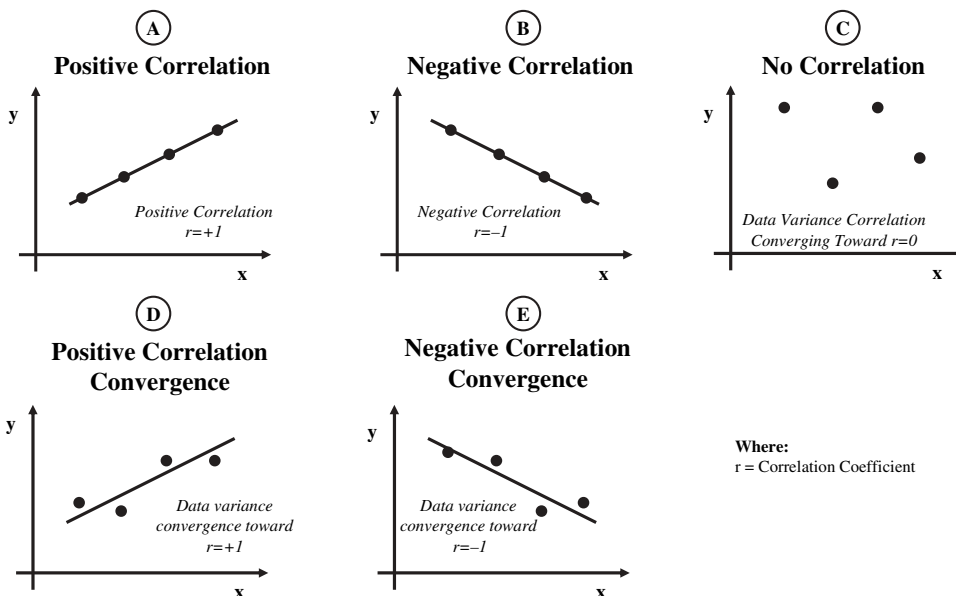 A
Positive Correlation
y
Positive Correlation
r=+1
x
B
Negative Correlation
y
Negative Correlation
r=–1
x
C
No Correlation
y
Data Variance Correlation
Converging Toward r=0
x
D
Positive Correlation
Convergence
y
Data variance
convergence toward
r=+1
x
E
Negative Correlation
Convergence
y
Data variance
convergence toward
r=–1
x
Where:
r = Correlation Coefficient